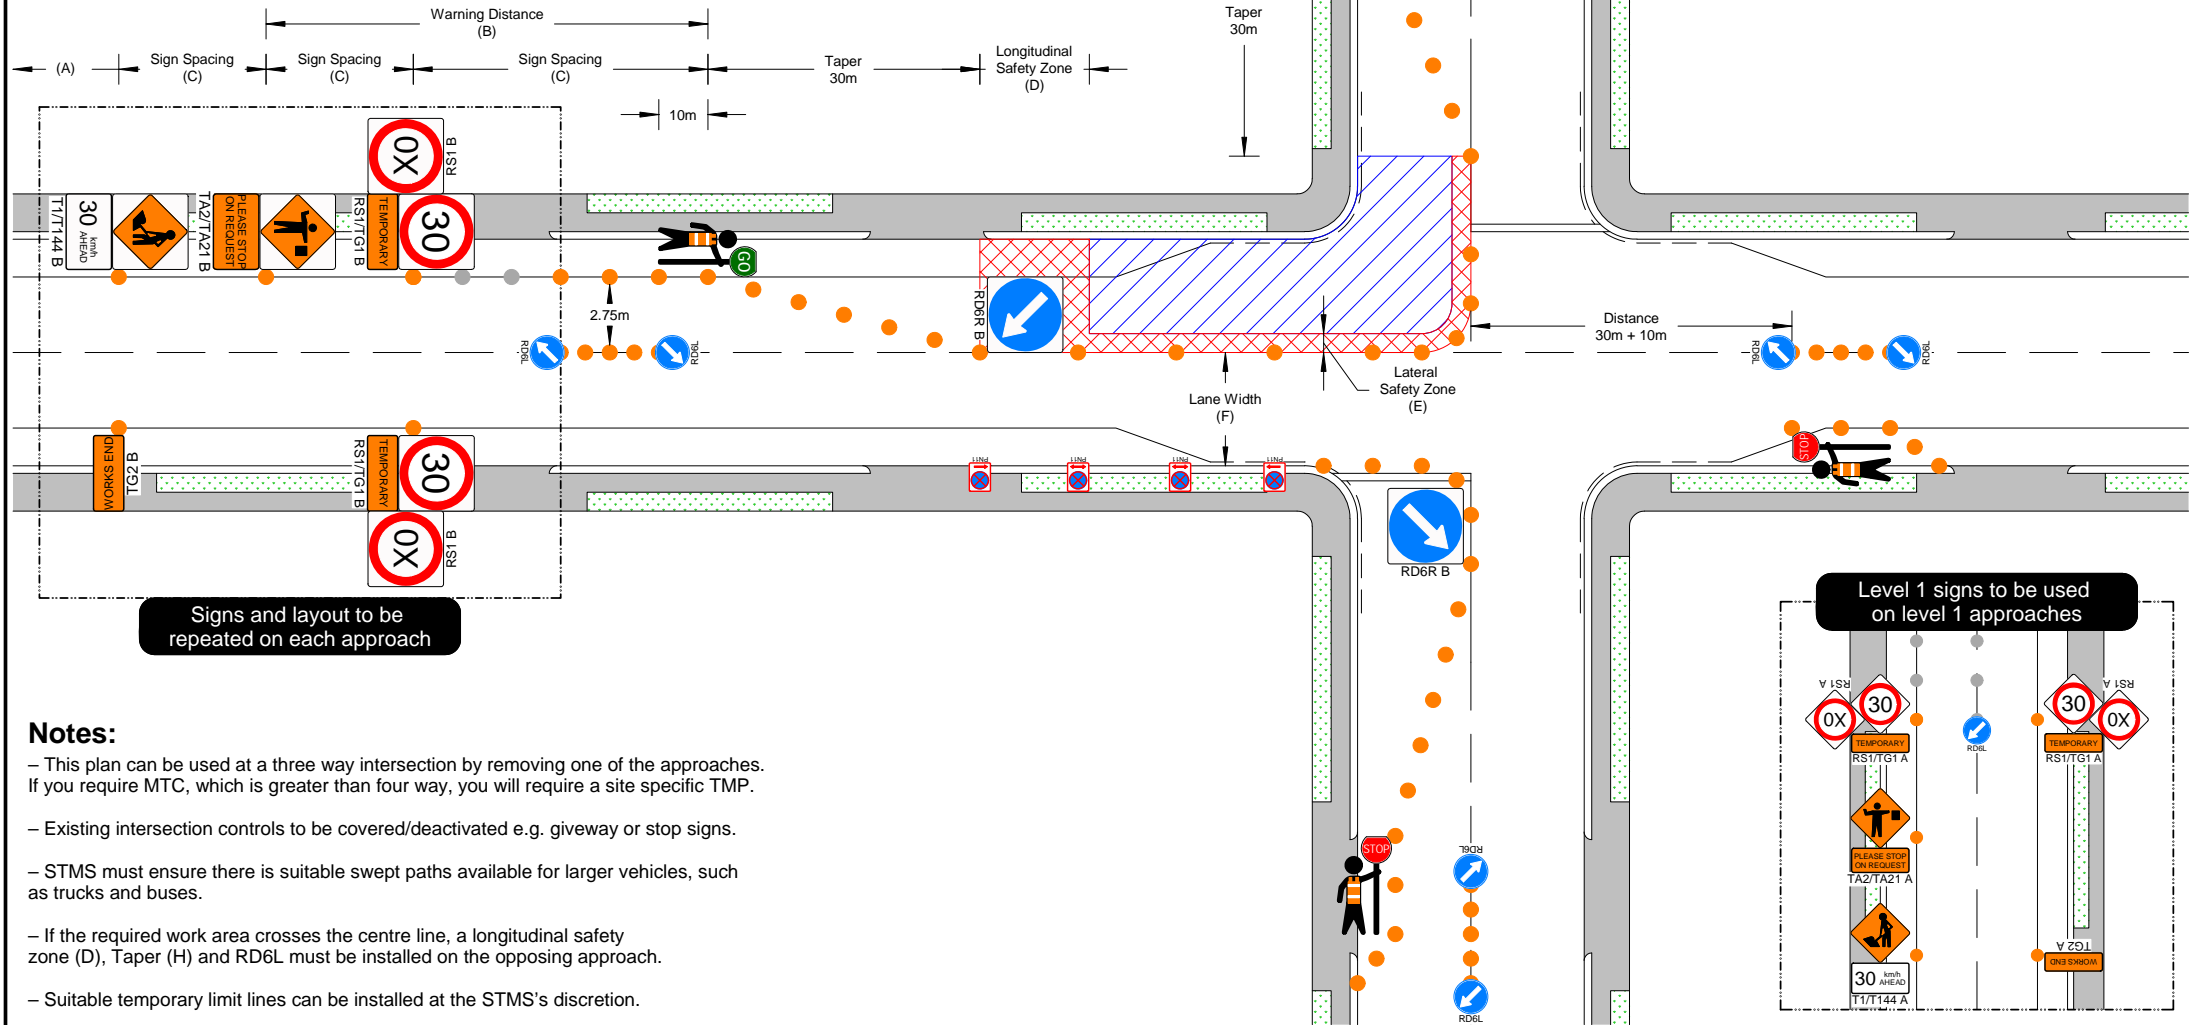 Warning Distance
(B)
Taper
30m
(A)
Sign Spacing
(C)
Sign Spacing
(C)
Sign Spacing
(C)
Taper
30m
Longitudinal
Safety Zone
(D)
10m
0X
RS1 B
T1/T144 B
30 km/h
AHEAD
TA2/TA21 B
PLEASE STOP
ON REQUEST
RS1/TG1 B
TEMPORARY
30
GO
RD6R B
2.75m
RD6L
RD6L
Distance
30m + 10m
RD6L
RD6L
Lateral
Safety Zone
(E)
Lane Width
(F)
WORKS END
TG2 B
RS1/TG1 B
TEMPORARY
30
0X
RS1 B
PN11
PN11
PN11
PN11
STOP
RD6R B
Signs and layout to be
repeated on each approach
Level 1 signs to be used
on level 1 approaches
RS1 A
0X
30
TEMPORARY
RS1/TG1 A
RD6L
30
0X
RS1 A
TEMPORARY
RS1/TG1 A
PLEASE STOP
ON REQUEST
TA2/TA21 A
30 km/h
AHEAD
T1/T144 A
TG2 A
WORKS END
STOP
RD6L
RD6L
Notes:
– This plan can be used at a three way intersection by removing one of the approaches.
If you require MTC, which is greater than four way, you will require a site specific TMP.
– Existing intersection controls to be covered/deactivated e.g. giveway or stop signs.
– STMS must ensure there is suitable swept paths available for larger vehicles, such
as trucks and buses.
– If the required work area crosses the centre line, a longitudinal safety
zone (D), Taper (H) and RD6L must be installed on the opposing approach.
– Suitable temporary limit lines can be installed at the STMS's discretion.